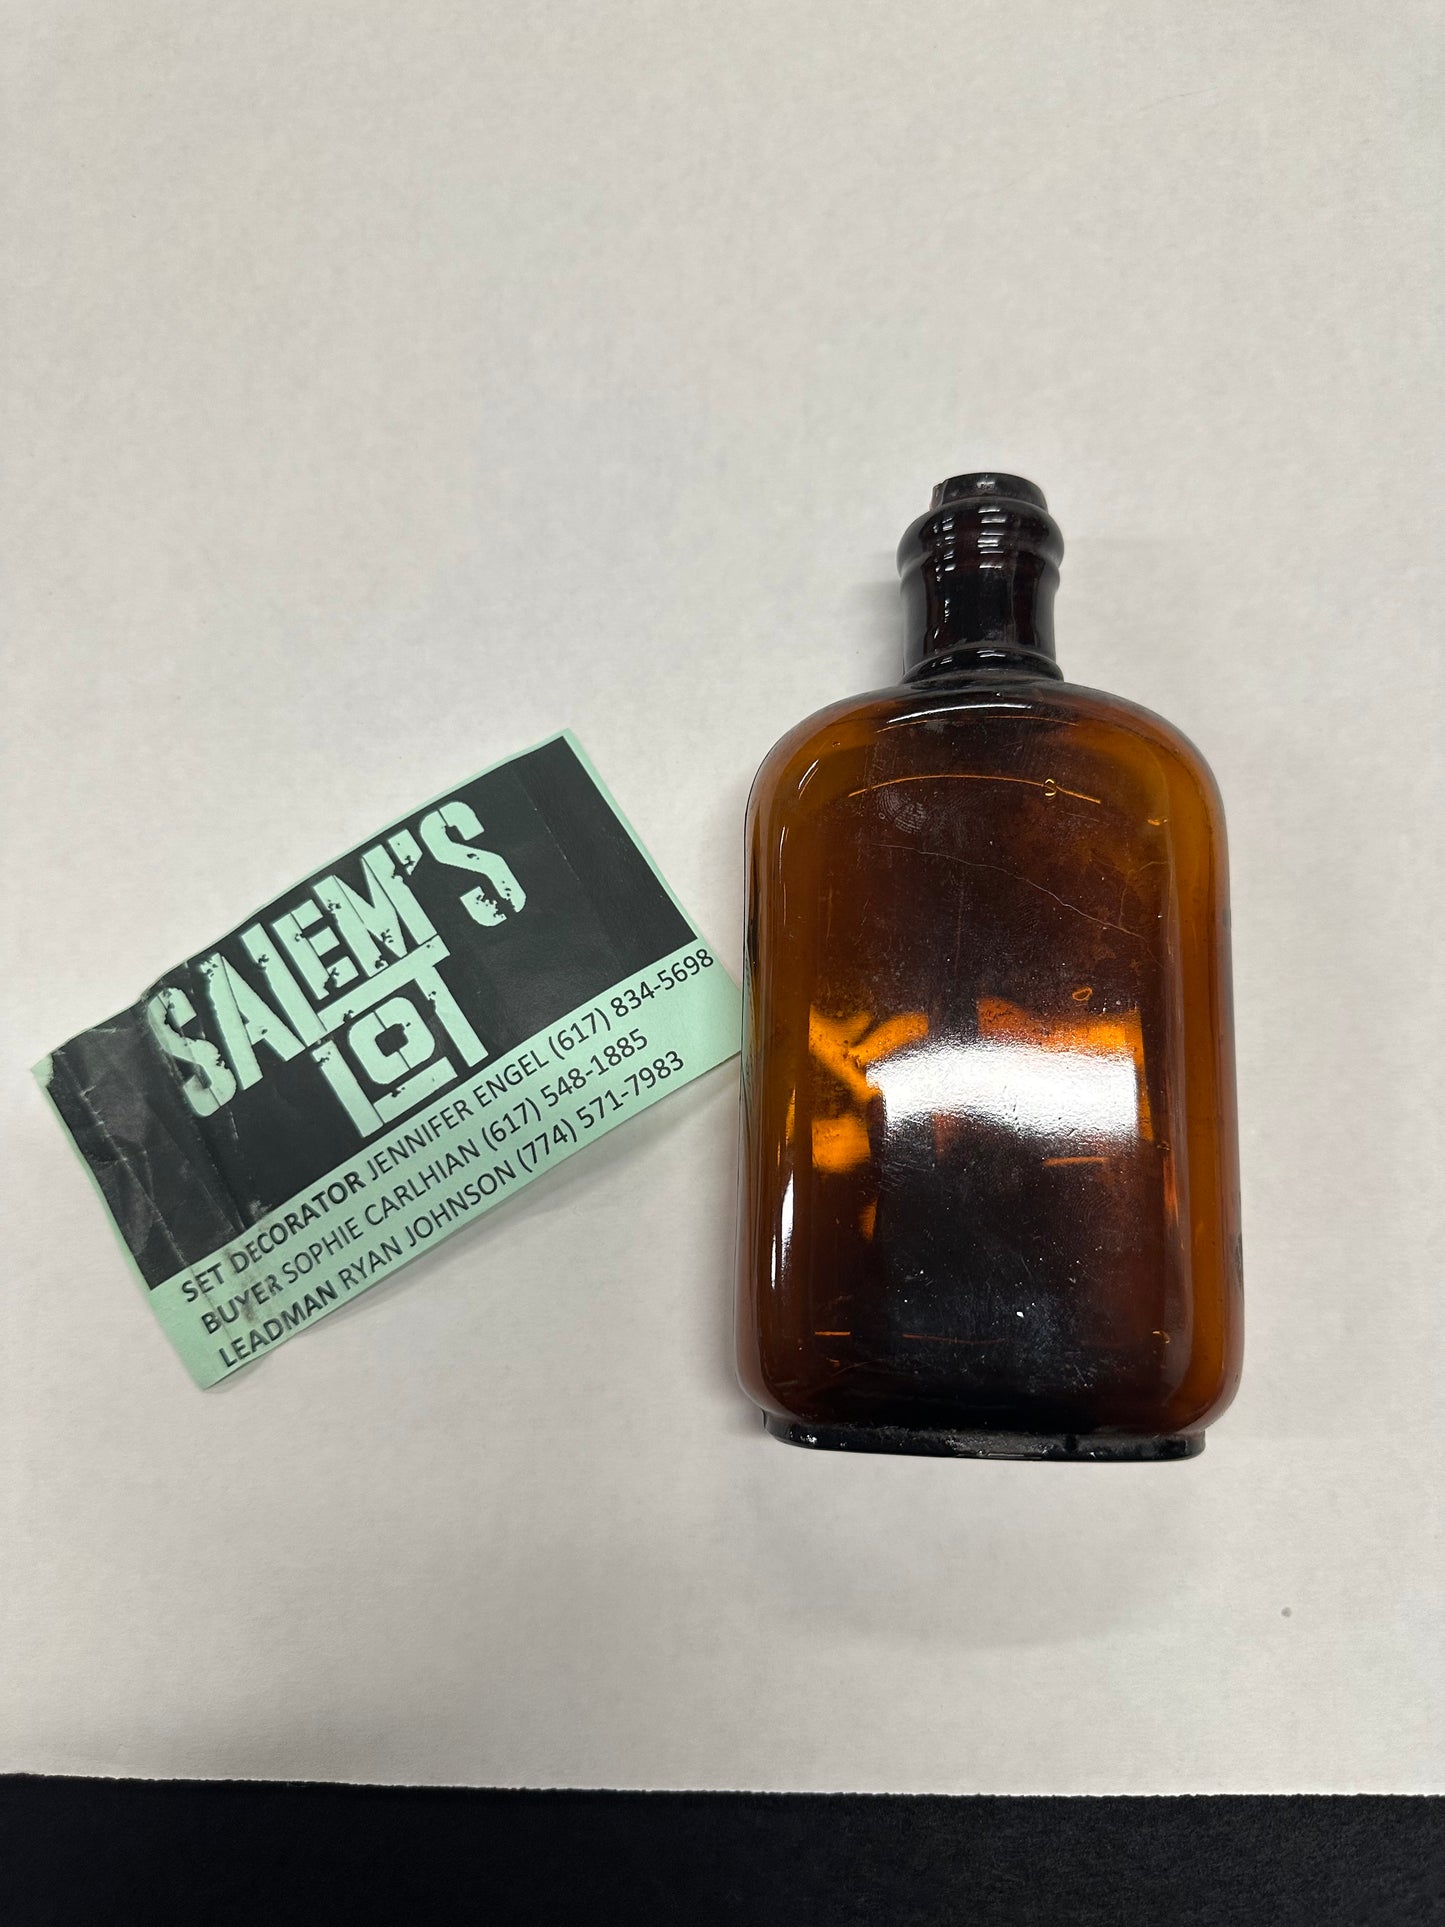 SALEM'S
LOT
SET DECORATOR JENNIFER ENGEL (617) 834-5698
BUYER SOPHIE CARLHIAN (617) 548-1885
LEADMAN RYAN JOHNSON (774) 571-7983